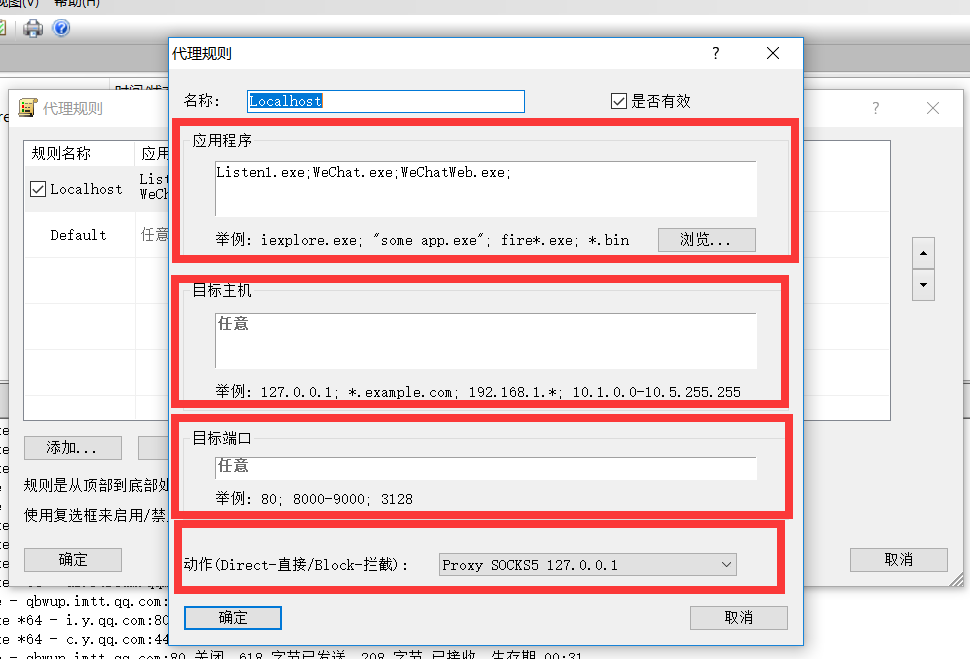 视图(V) 帮助(H)
代理规则
?
名称:
Localhost
是否有效
应用程序
Listen1.exe;WeChat.exe;WeChatWeb.exe;
举例: iexplore.exe; "some app.exe"; fire*.exe; *.bin
浏览...
目标主机
任意
举例: 127.0.0.1; *.example.com; 192.168.1.*; 10.1.0.0-10.5.255.255
目标端口
任意
举例: 80; 8000-9000; 3128
动作(Direct-直接/Block-拦截):
Proxy SOCKS5 127.0.0.1
确定
取消
代理规则
?
规则名称
应用
Localhost
List
WeCh
Default
任意
添加...
规则是从顶部到底部处
使用复选框来启用/禁
确定
取消
e - qbwup.imtt.qq.com:
te *64 - i.y.qq.com:80
te *64 - c.y.qq.com:44
- qbwup.imtt.qq.com:80 关闭, 618 字节已发送, 208 字节 已接收, 生存期 00:31